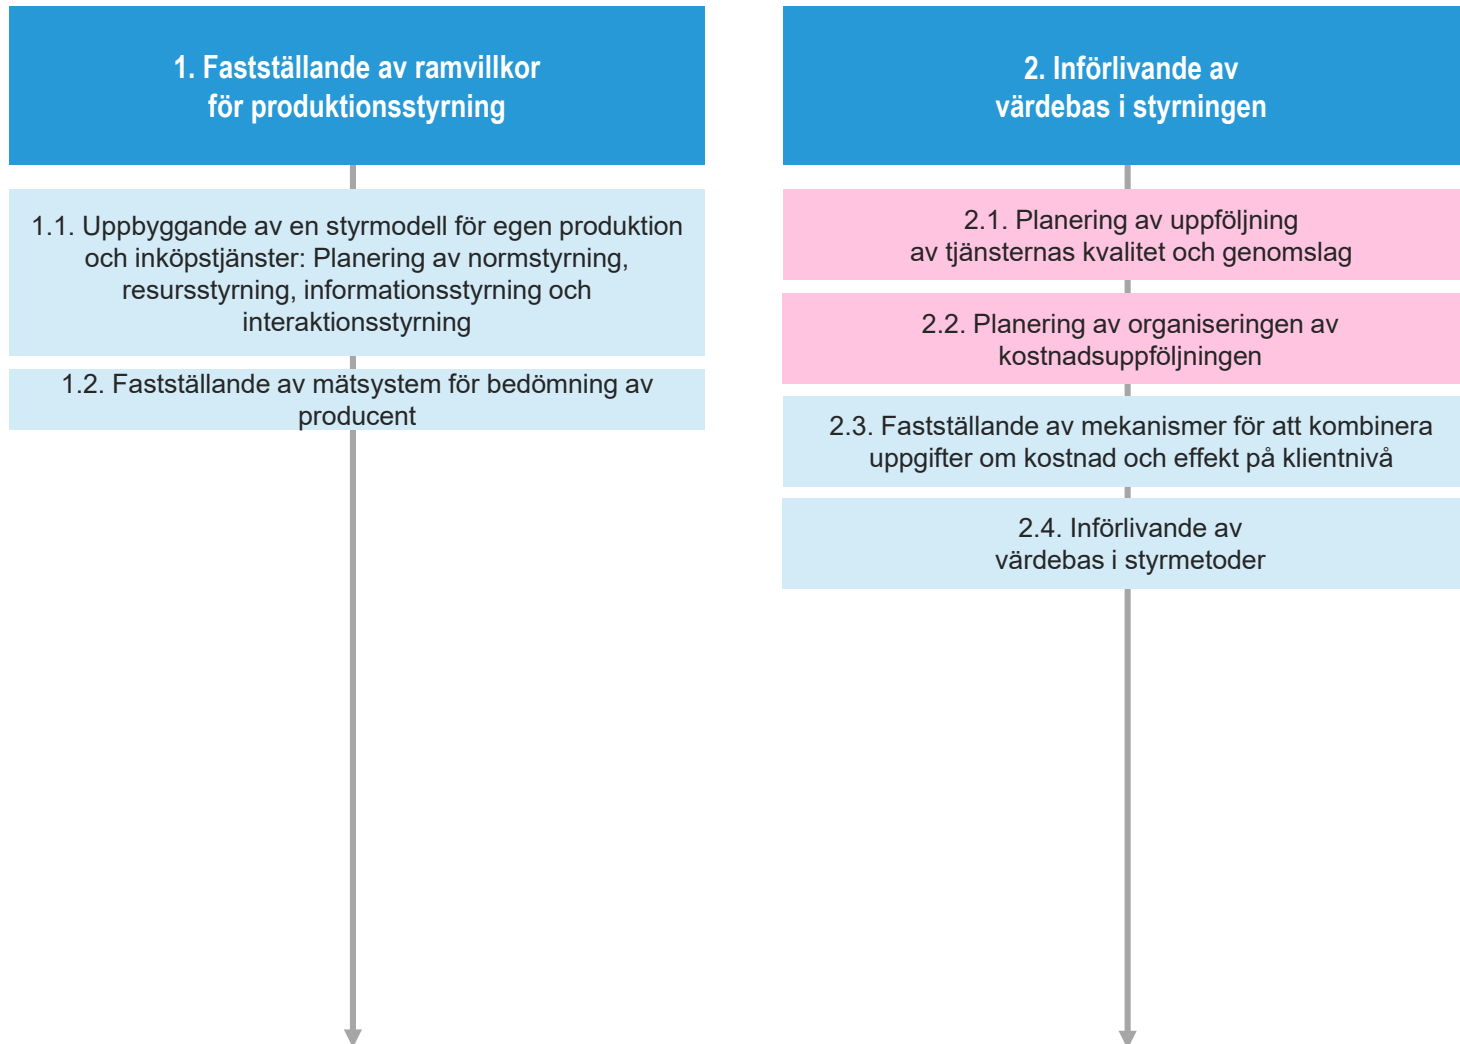 1. Fastställande av ramvillkor
för produktionsstyrning
1.1. Uppbyggande av en styrmodell för egen produktion
och inköpstjänster: Planering av normstyrning,
resursstyrning, informationsstyrning och
interaktionsstyrning
1.2. Fastställande av mätsystem för bedömning av
producent
2. Införlivande av
värdebas i styrningen
2.1. Planering av uppföljning
av tjänsternas kvalitet och genomslag
2.2. Planering av organiseringen av
kostnadsuppföljningen
2.3. Fastställande av mekanismer för att kombinera
uppgifter om kostnad och effekt på klientnivå
2.4. Införlivande av
värdebas i styrmetoder